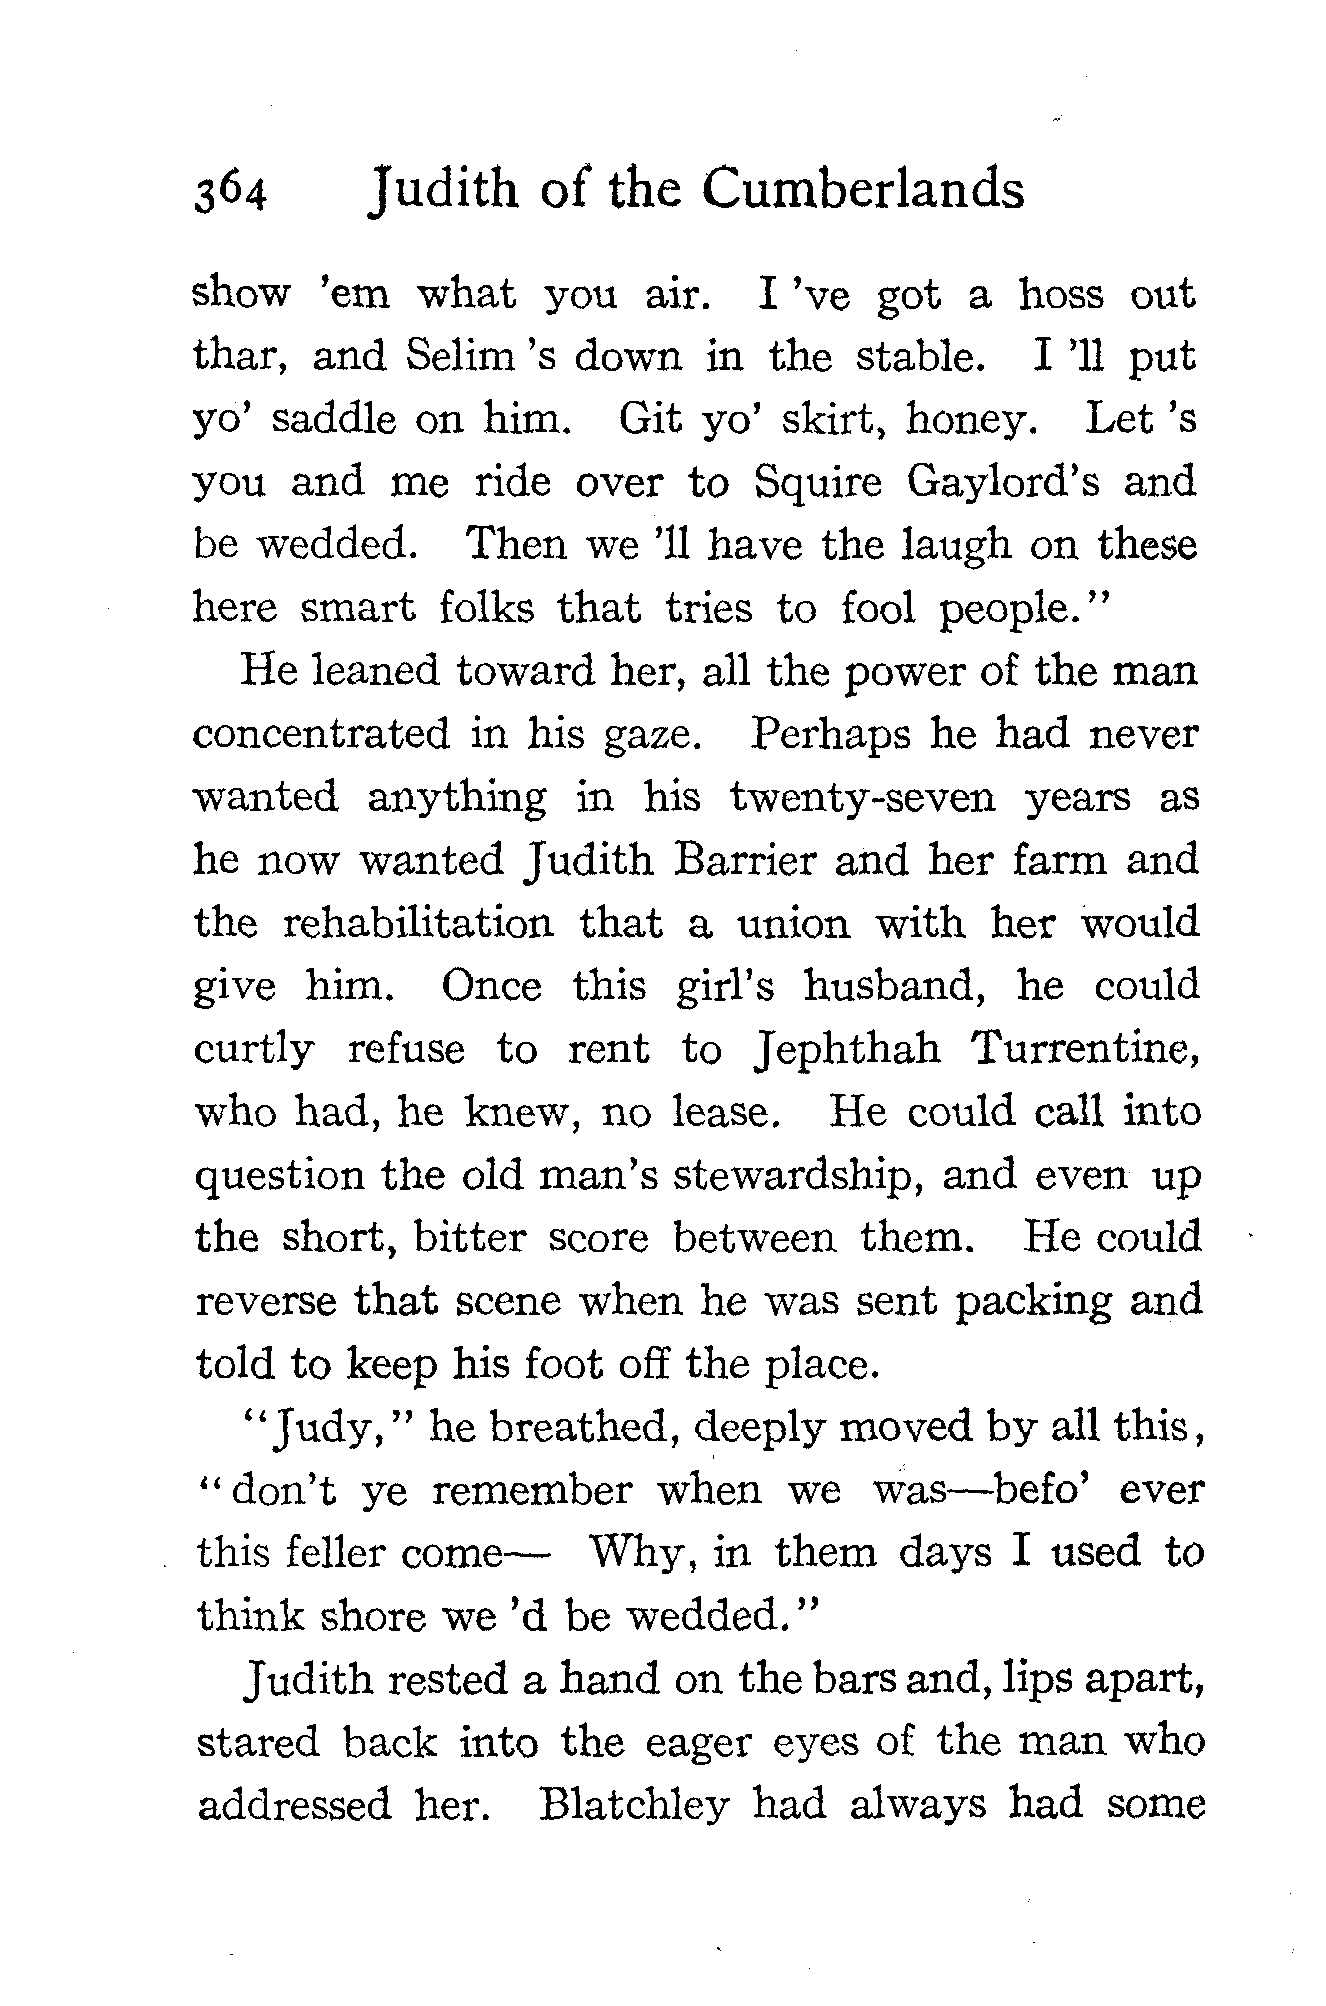 364 Judith of the Cumberlands
show 'em what you air. I 've got a hoss out
thar, and Selim 's down in the stable. I 'll put
yo' saddle on him. Git yo' skirt, honey. Let 's
you and me ride over to Squire Gaylord's and
be wedded. Then we 'll have the laugh on these
here smart folks that tries to fool people."
He leaned toward her, all the power of the man
concentrated in his gaze. Perhaps he had never
wanted anything in his twenty-seven years as
he now wanted Judith Barrier and her farm and
the rehabilitation that a union with her would
give him. Once this girl's husband, he could
curtly refuse to rent to Jephthah Turrentine,
who had, he knew, no lease. He could call into
question the old man's stewardship, and even up
the short, bitter score between them. He could
reverse that scene when he was sent packing and
told to keep his foot off the place.
"Judy," he breathed, deeply moved by all this,
"don't ye remember when we was—befo' ever
this feller come— Why, in them days I used to
think shore we 'd be wedded."
Judith rested a hand on the bars and, lips apart,
stared back into the eager eyes of the man who
addressed her. Blatchley had always had some